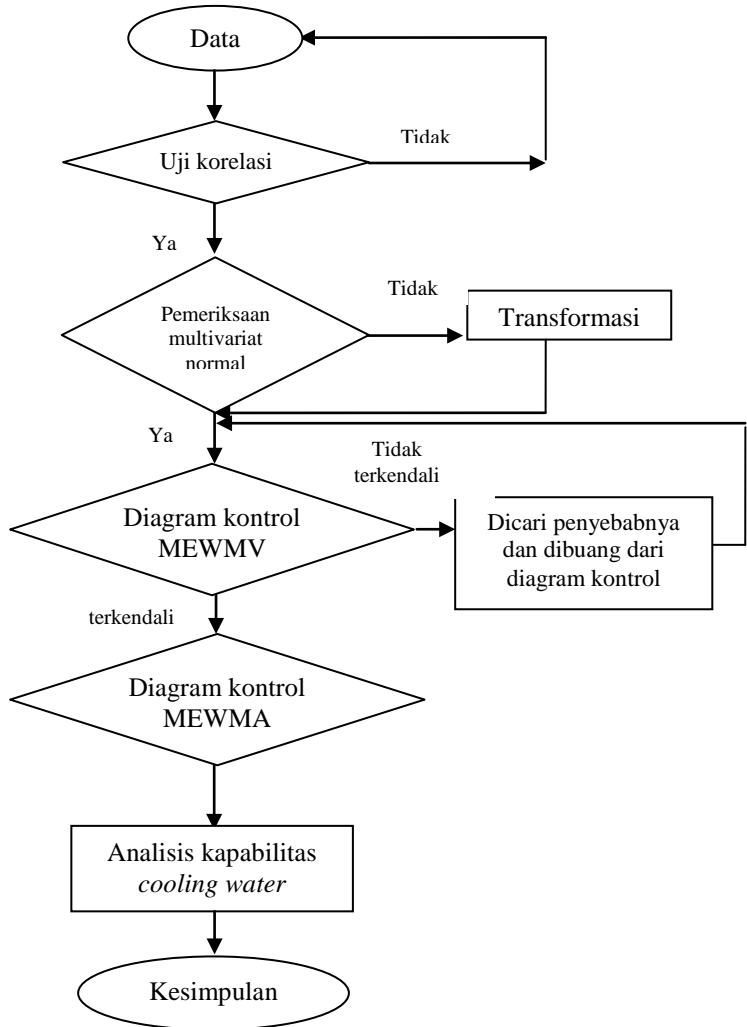 Data
Tidak
Uji korelasi
Ya
Tidak
Pemeriksaan
multivariat
normal
Transformasi
Ya
Tidak
terkendali
Diagram kontrol
MEWMV
Dicari penyebabnya
dan dibuang dari
diagram kontrol
terkendali
Diagram kontrol
MEWMA
Analisis kapabilitas
cooling water
Kesimpulan